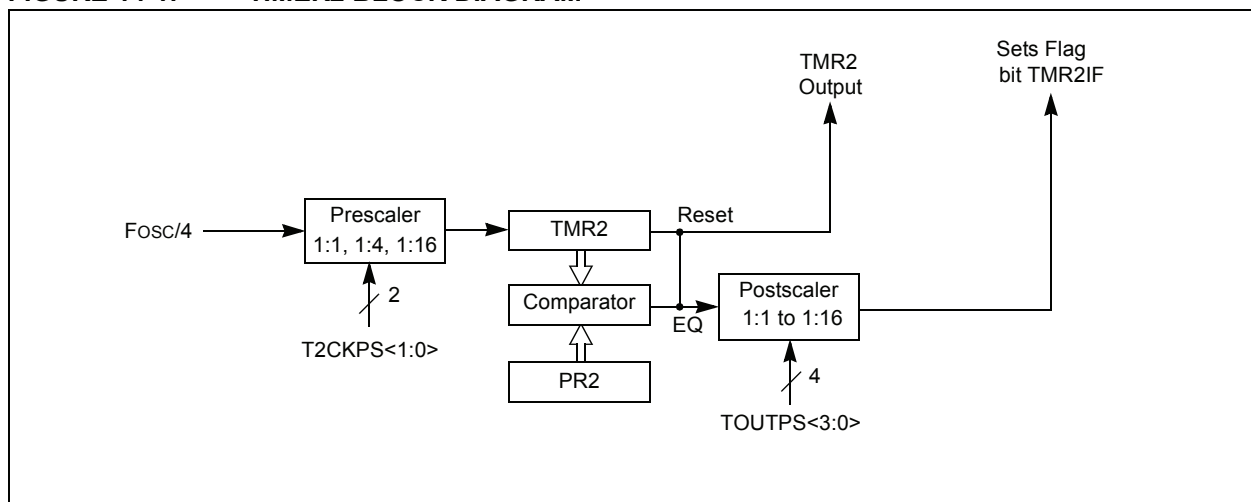 TMR2
Output
Sets Flag
bit TMR2IF
Fosc/4
Prescaler
1:1, 1:4, 1:16
TMR2
Reset
2
Comparator
EQ
Postscaler
1:1 to 1:16
T2CKPS<1:0>
PR2
4
TOUTPS<3:0>